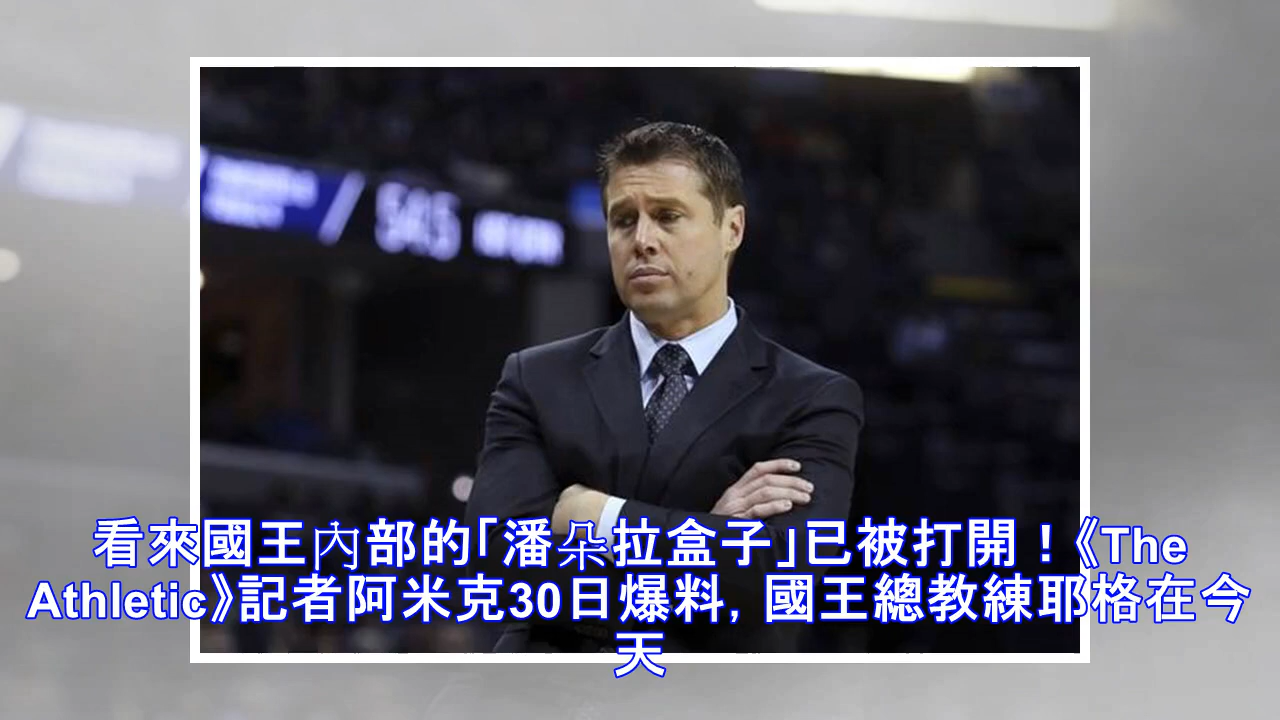 看來國王內部的「潘朵拉盒子」已被打開！《The
Athletic》記者阿米克30日爆料，國王總教練耶格在今
天